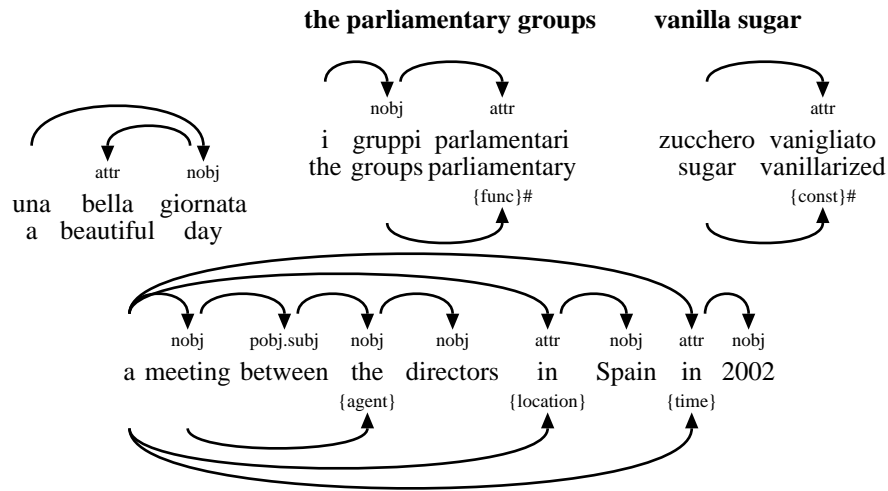 the parliamentary groups
nobj attr
i gruppi parlamentari
the groups parliamentary
{func}#
vanilla sugar
attr
zucchero vanigliato
sugar vanillarized
{const}#
attr nobj
una bella giornata
a beautiful day
nobj pobj.subj nobj nobj attr nobj attr nobj
a meeting between the directors in Spain in 2002
{agent} {location} {time}